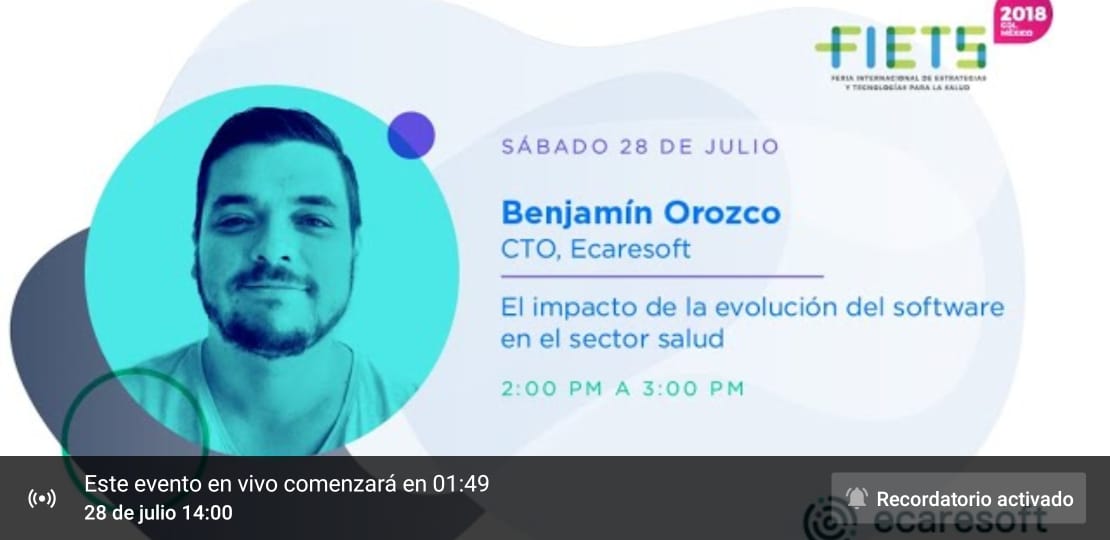 2018
CDL.
MÉXICO
FIETS
FERIA INTERNACIONAL DE ESTRATEGIAS
Y TECNOLOGÍAS PARA LA SALUD
SÁBADO 28 DE JULIO
Benjamín Orozco
CTO, Ecaresoft
El impacto de la evolución del software
en el sector salud
2:00 PM A 3:00 PM
Este evento en vivo comenzará en 01:49
28 de julio 14:00
Recordatorio activado
ecaresoft